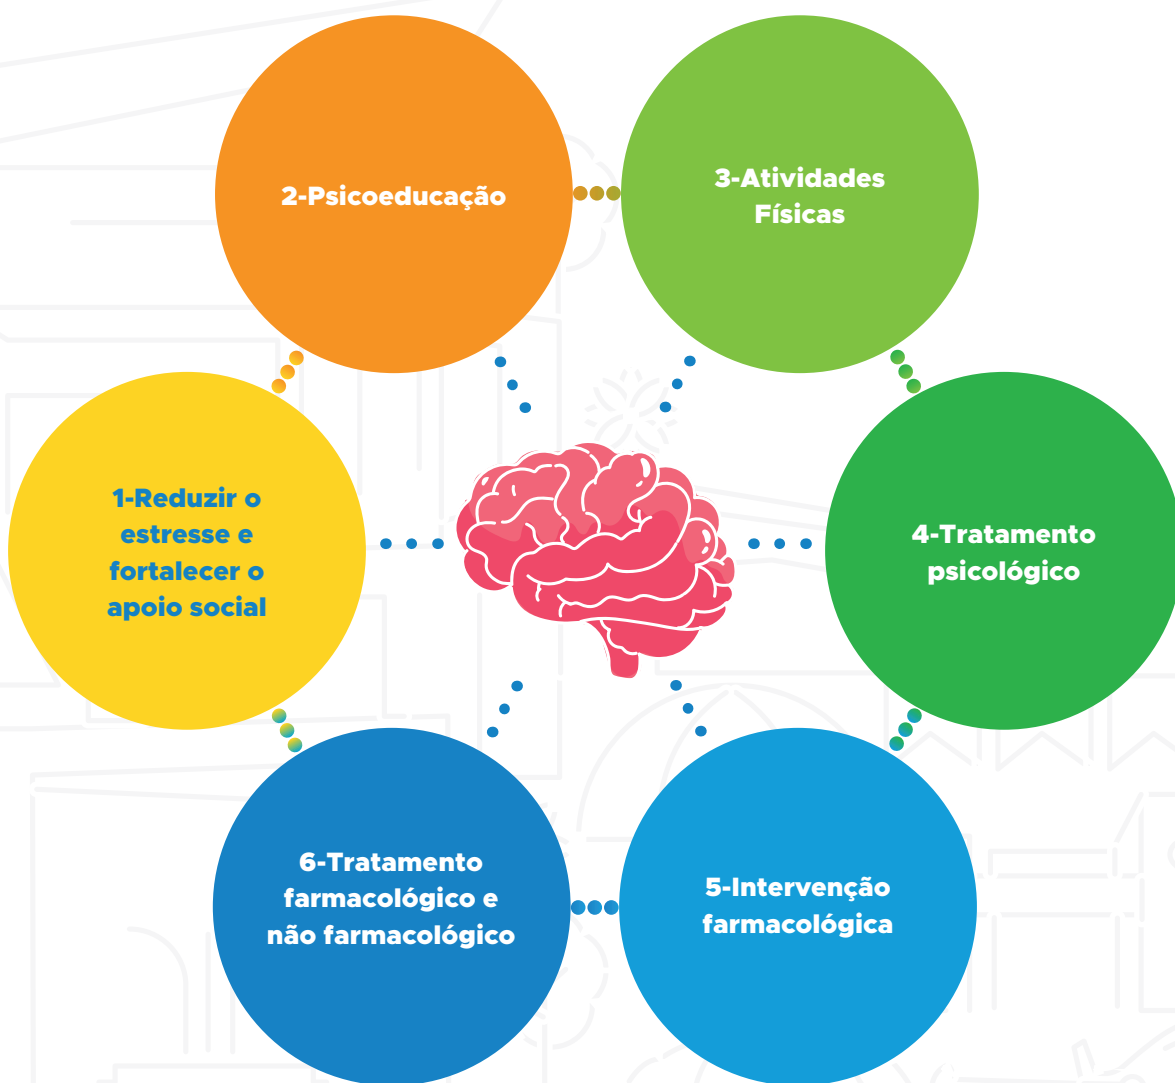 1-Reduzir o
estresse e
fortalecer o
apoio social
2-Psicoeducação
3-Atividades
Físicas
4-Tratamento
psicológico
5-Intervenção
farmacológica
6-Tratamento
farmacológico e
não farmacológico